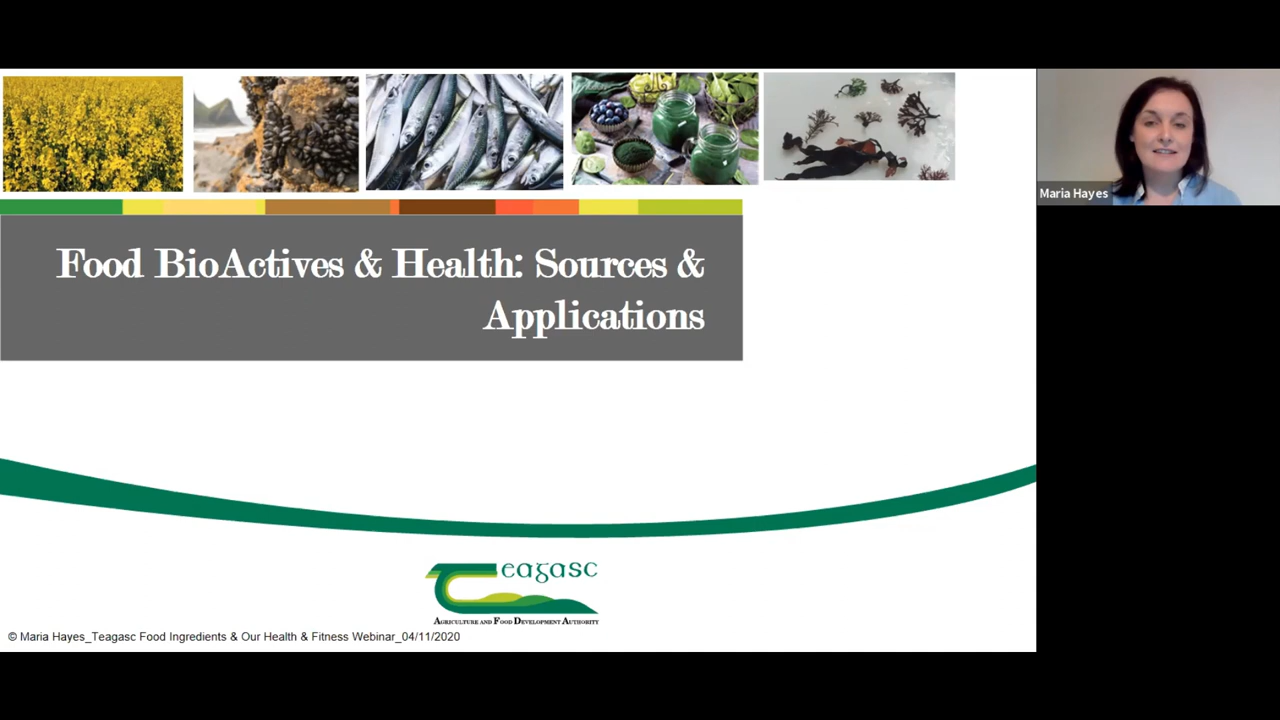 Maria Hayes
Food BioActives & Health: Sources &
Applications
eagasc
AGRICULTURE AND FOOD DEVELOPMENT AUTHORITY
© Maria Hayes_Teagasc Food Ingredients & Our Health & Fitness Webinar_04/11/2020